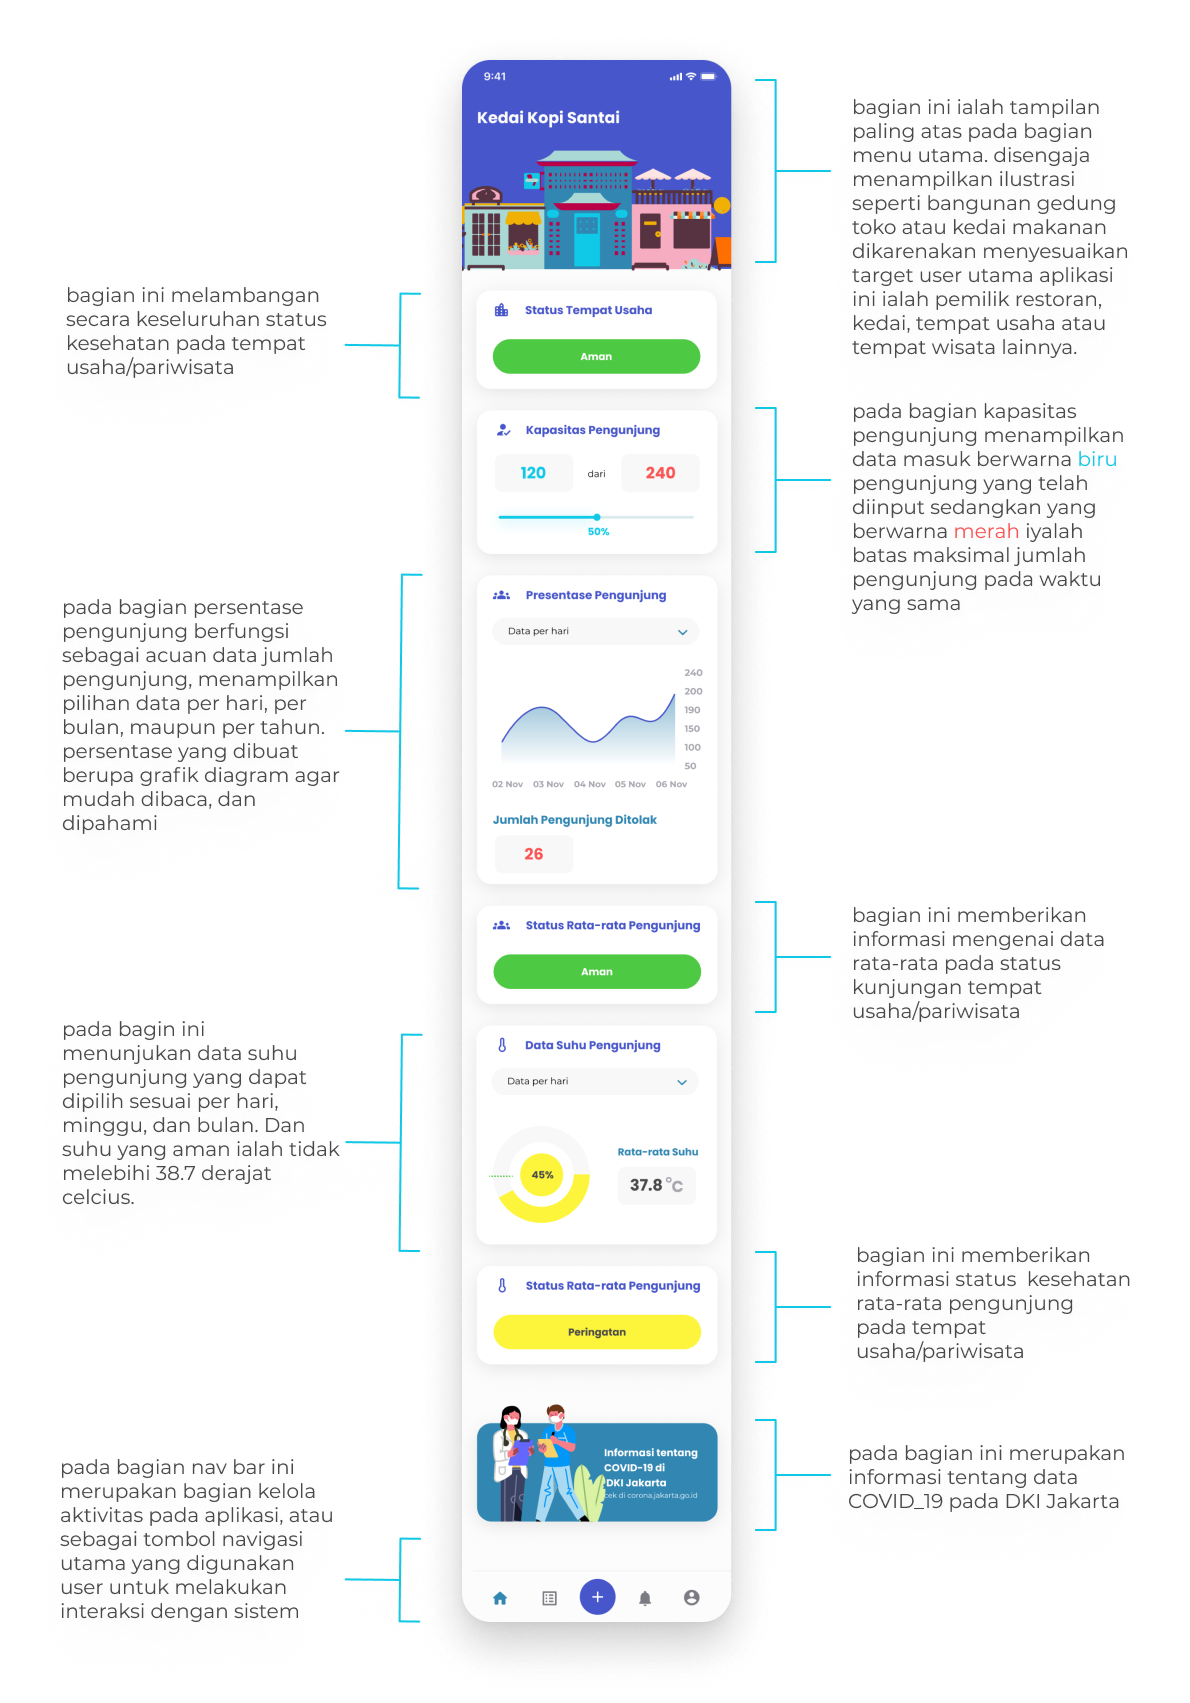 9:41
Kedai Kopi Santai
bagian ini ialah tampilan
paling atas pada bagian
menu utama. disengaja
menampilkan ilustrasi
seperti bangunan gedung
toko atau kedai makanan
dikarenakan menyesuaikan
target user utama aplikasi
ini ialah pemilik restoran,
kedai, tempat usaha atau
tempat wisata lainnya.
bagian ini melambangan
secara keseluruhan status
kesehatan pada tempat
usaha/pariwisata
Status Tempat Usaha
Aman
Kapasitas Pengunjung
120
dari
240
50%
pada bagian kapasitas
pengunjung menampilkan
data masuk berwarna biru
pengunjung yang telah
diinput sedangkan yang
berwarna merah iyalah
batas maksimal jumlah
pengunjung pada waktu
yang sama
pada bagian persentase
pengunjung berfungsi
sebagai acuan data jumlah
pengunjung, menampilkan
pilihan data per hari, per
bulan, maupun per tahun.
persentase yang dibuat
berupa grafik diagram agar
mudah dibaca, dan
dipahami
Presentase Pengunjung
Data per hari
240
200
190
150
100
50
02 Nov 03 Nov 04 Nov 05 Nov 06 Nov
Jumlah Pengunjung Ditolak
26
Status Rata-rata Pengunjung
Aman
bagian ini memberikan
informasi mengenai data
rata-rata pada status
kunjungan tempat
usaha/pariwisata
pada bagin ini
menunjukan data suhu
pengunjung yang dapat
dipilih sesuai per hari,
minggu, dan bulan. Dan
suhu yang aman ialah tidak
melebihi 38.7 derajat
celcius.
Data Suhu Pengunjung
Data per hari
45%
Rata-rata Suhu
37.8 °C
Status Rata-rata Pengunjung
Peringatan
bagian ini memberikan
informasi status  kesehatan
rata-rata pengunjung
pada tempat
usaha/pariwisata
Informasi tentang
COVID-19 di
DKI Jakarta
cek di corona.jakarta.go.id
pada bagian ini merupakan
informasi tentang data
COVID_19 pada DKI Jakarta
pada bagian nav bar ini
merupakan bagian kelola
aktivitas pada aplikasi, atau
sebagai tombol navigasi
utama yang digunakan
user untuk melakukan
interaksi dengan sistem